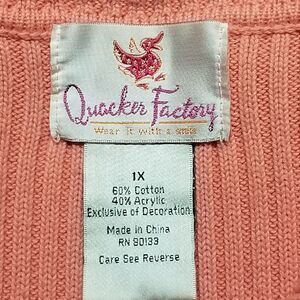 Quacker Factory
Wear it with a smile
1X
60% Cotton
40% Acrylic
Exclusive of Decoration
Made in China
RN 90133
Care See Reverse